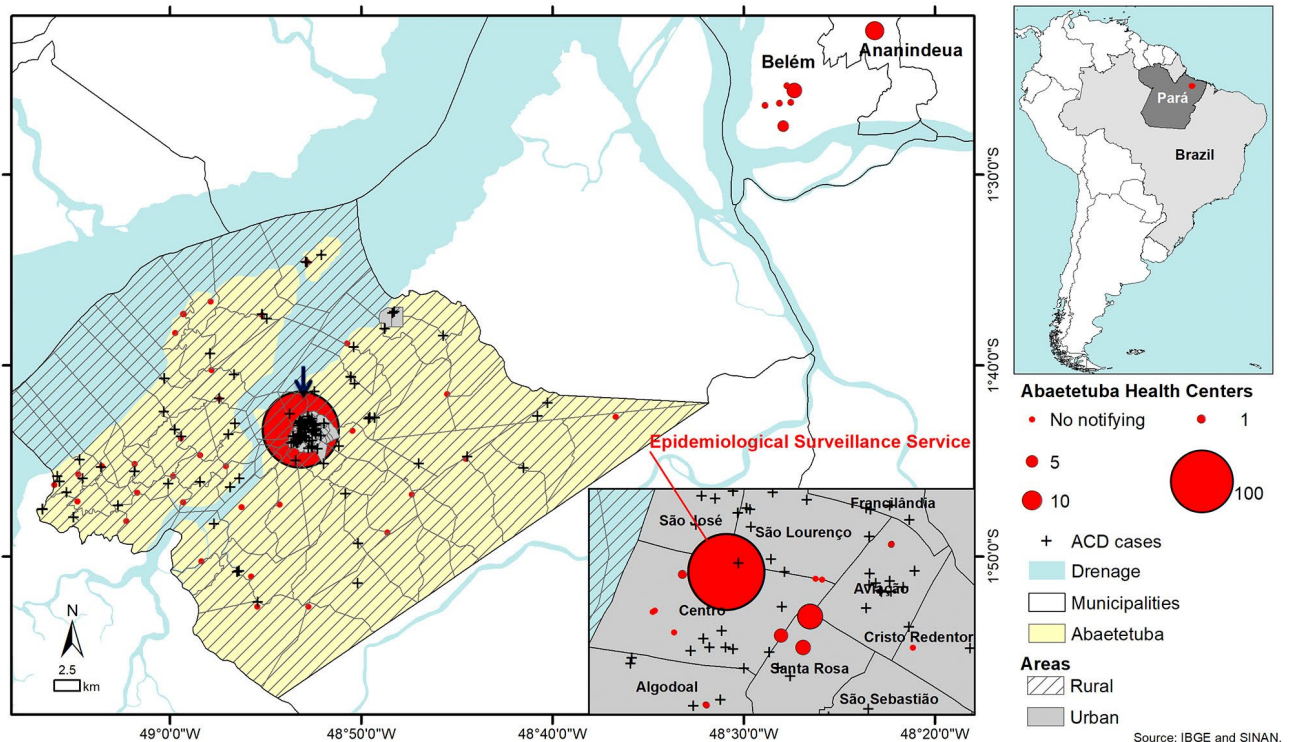 Ananindeua
Belém
Pará
Brazil
1°30'0"S
1°40'0"S
1°50'0"S
Epidemiological Surveillance Service
Francilândia
São José
São Lourenço
Aviação
Centro
Cristo Redentor
Santa Rosa
Algodoal
São Sebastião
N
2.5
km
49°0'0"W
48°50'0"W
48°40'0"W
48°30'0"W
48°20'0"W
Abaetetuba Health Centers
No notifying
1
5
10
100
ACD cases
Drenage
Municipalities
Abaetetuba
Areas
Rural
Urban
Source: IBGE and SINAN.